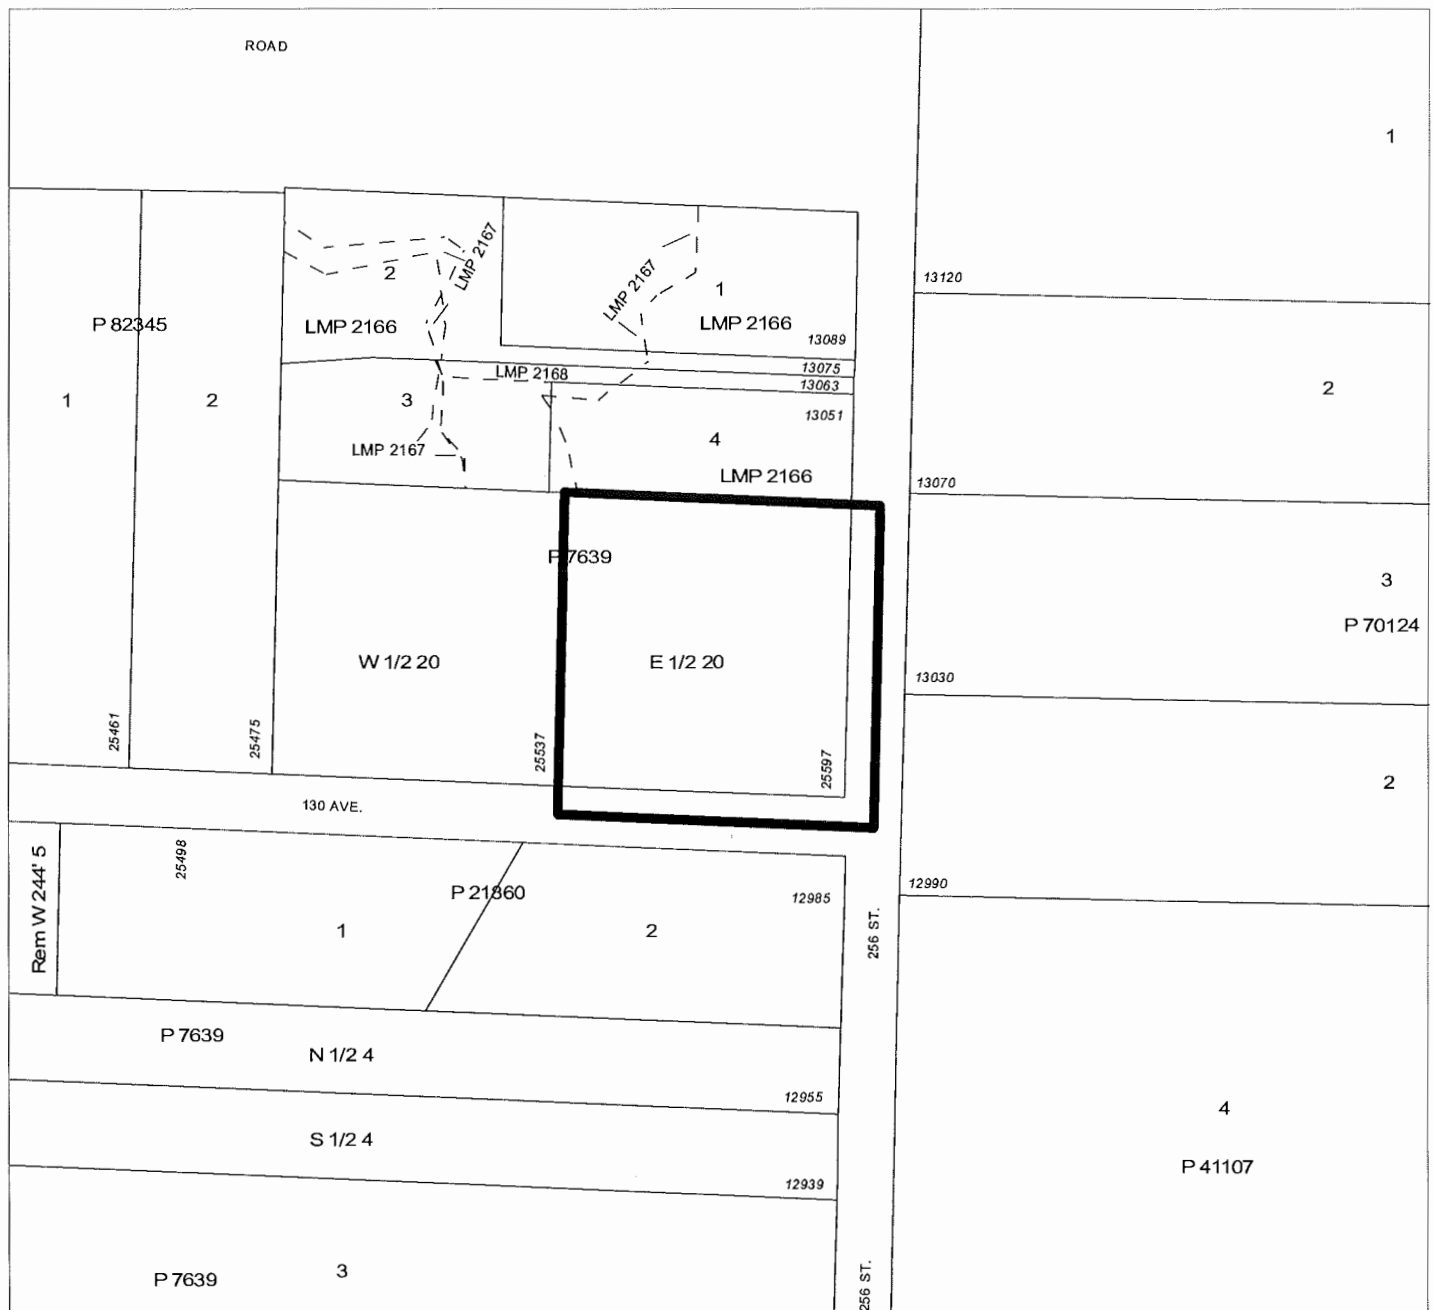 ROAD
1
LMP 2167
2
LMP 2167
1
13120
P 82345
LMP 2166
LMP 2166
13089
13075
LMP 2168
13063
1
2
3
13051
2
4
LMP 2167
LMP 2166
13070
P 7639
3
P 70124
W 1/2 20
E 1/2 20
13030
25461
25475
25537
25597
2
130 AVE.
Rem W 244' 5
25498
P 21860
12985
12990
1
2
256 ST.
P 7639
N 1/2 4
12955
4
S 1/2 4
P 41107
12939
P 7639
3
256 ST.